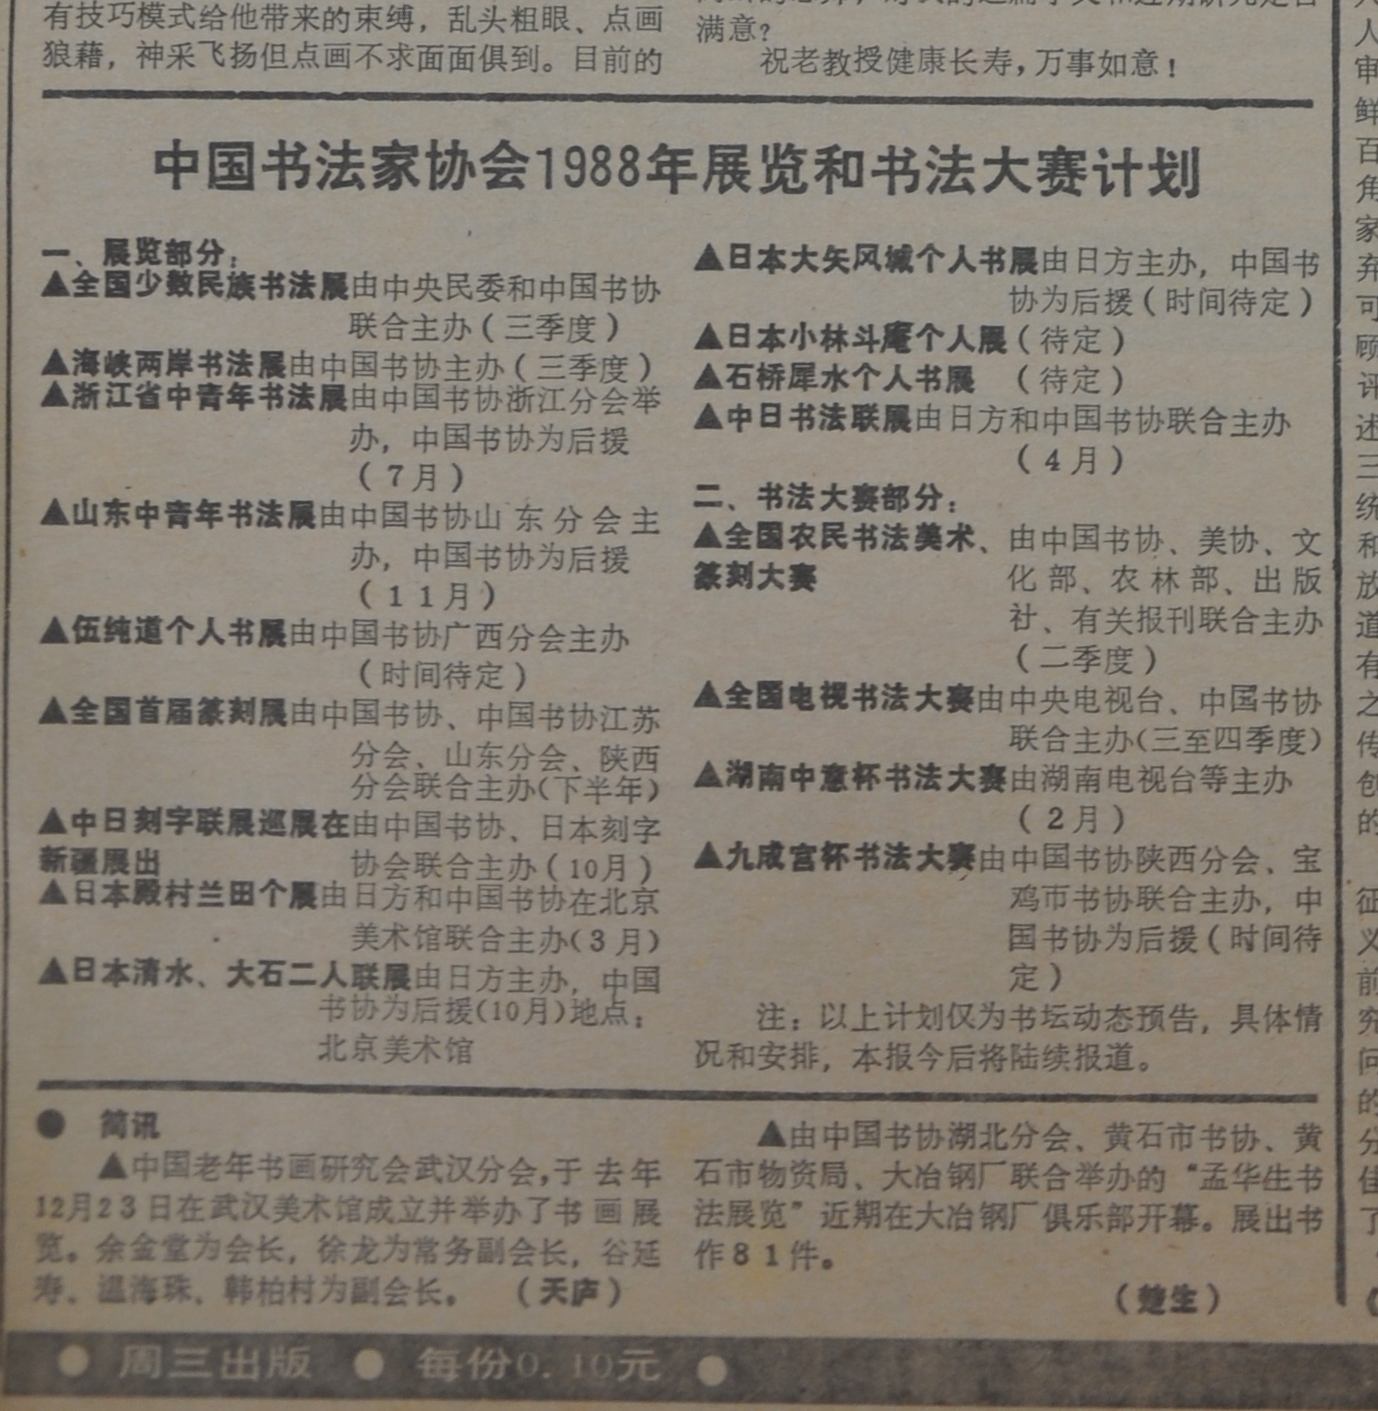 有技巧模式给他带来的束缚，乱头粗眼、点画
狼藉，神采飞扬但点画不求面面俱到。目前的
满意？
祝老教授健康长寿，万事如意！
中国书法家协会1988年展览和书法大赛计划
一、展览部分：
▲全国少数民族书法展由中央民委和中国书协
联合主办（三季度）
▲海峡两岸书法展由中国书协主办（三季度）
▲浙江省中青年书法展由中国书协浙江分会举
办，中国书协为后援
（7月）
▲山东中青年书法展由中国书协山东分会主
办，中国书协为后援
（11月）
▲伍纯道个人书展由中国书协广西分会主办
（时间待定）
▲全国首届篆刻展由中国书协、中国书协江苏
分会、山东分会、陕西
分会联合主办（下半年）
▲中日刻字联展巡展在由中国书协、日本刻字
新疆展出 协会联合主办（10月）
▲日本殿村兰田个展由日方和中国书协在北京
美术馆联合主办（3月）
▲日本清水、大石二人联展由日方主办，中国
书协为后援（10月）地点：
北京美术馆
▲日本大矢风城个人书展由日方主办，中国书
协为后援（时间待定）
▲日本小林斗庵个人展（待定）
▲石桥犀水个人书展 （待定）
▲中日书法联展由日方和中国书协联合主办
（4月）
二、书法大赛部分：
▲全国农民书法美术、由中国书协、美协、文
篆刻大赛 化部、农林部、出版
社、有关报刊联合主办
（二季度）
▲全国电视书法大赛由中央电视台、中国书协
联合主办（三至四季度）
▲湖南中意杯书法大赛由湖南电视台等主办
（2月）
▲九成宫杯书法大赛由中国书协陕西分会、宝
鸡市书协联合主办，中
国书协为后援（时间待
定）
注：以上计划仅为书坛动态预告，具体情
况和安排，本报今后将陆续报道。
● 简讯
▲中国老年书画研究会武汉分会，于去年
12月23日在武汉美术馆成立并举办了书画展
览。余金堂为会长，徐龙为常务副会长，谷延
寿、温海珠、韩柏村为副会长。 （天庐）
▲由中国书协湖北分会、黄石市书协、黄
石市物资局、大冶钢厂联合举办的“孟华生书
法展览”近期在大冶钢厂俱乐部开幕。展出书
作81件。
（楚生）
● 周三出版 ● 每份0.10元 ●
人
审
鲜
百
角
家
弃
可
顾
评
述
三
统
和
放
道
有
之
传
创
的
征
义
前
究
问
的
分
佳
了